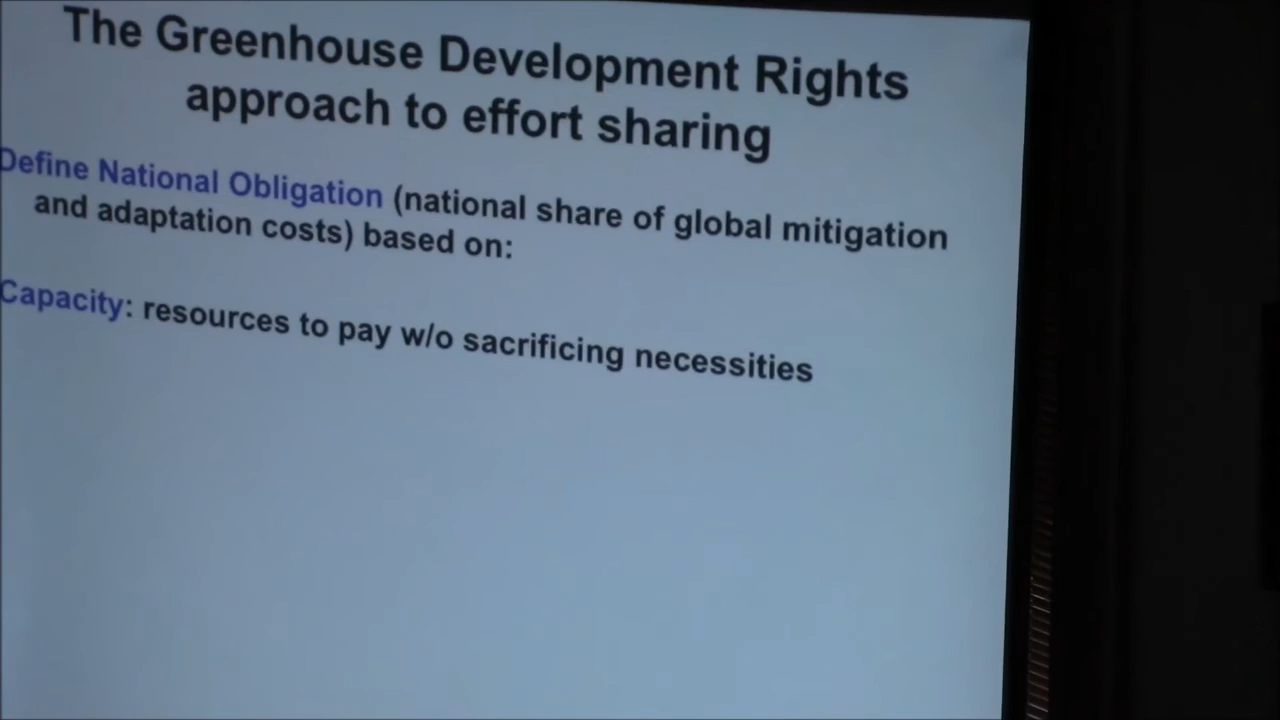 The Greenhouse Development Rights
approach to effort sharing
Define National Obligation (national share of global mitigation
and adaptation costs) based on:
Capacity: resources to pay w/o sacrificing necessities